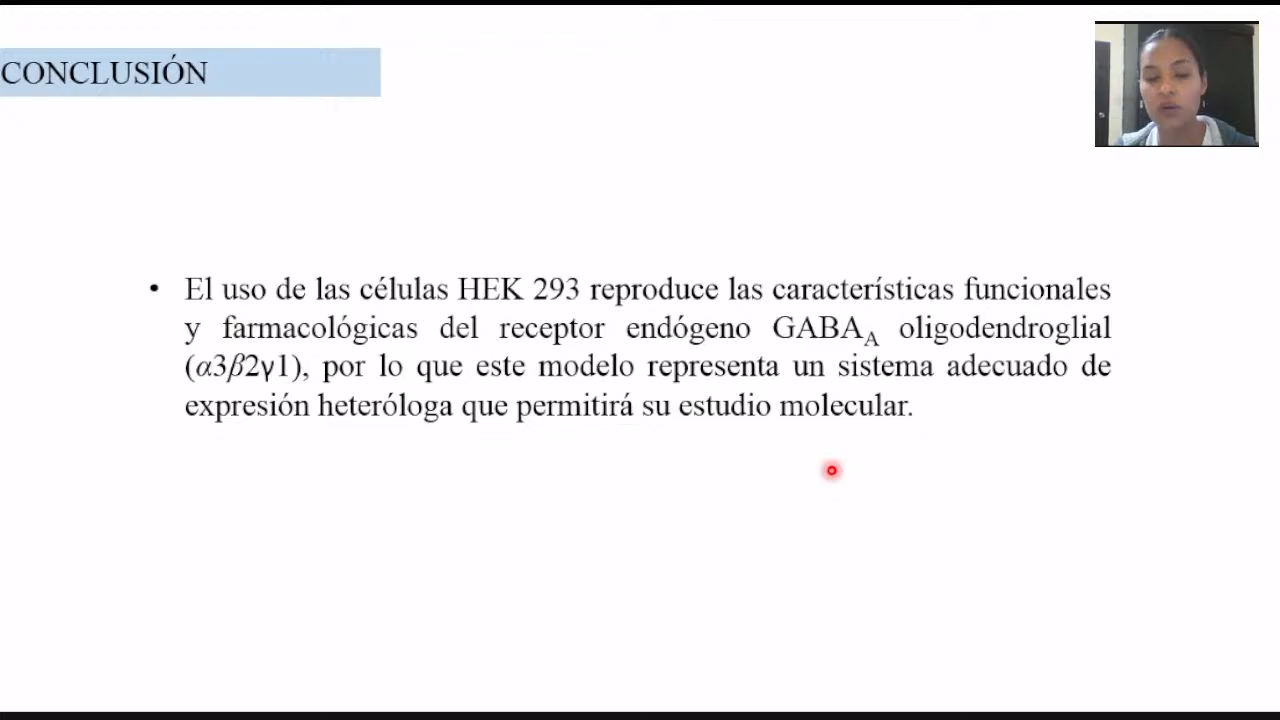 CONCLUSIÓN
• El uso de las células HEK 293 reproduce las características funcionales
y farmacológicas del receptor endógeno GABA_A oligodendroglial
(α3β2γ1), por lo que este modelo representa un sistema adecuado de
expresión heteróloga que permitirá su estudio molecular.